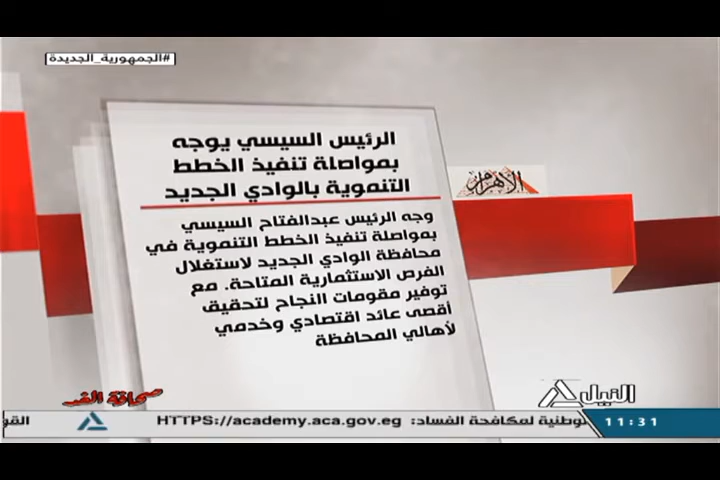 #الجمهورية_الجديدة
الرئيس السيسي يوجه
بمواصلة تنفيذ الخطط
التنموية بالوادي الجديد
الأهرام
وجه الرئيس عبدالفتاح السيسي
بمواصلة تنفيذ الخطط التنموية في
محافظة الوادي الجديد لاستغلال
الفرص الاستثمارية المتاحة. مع
توفير مقومات النجاح لتحقيق
أقصى عائد اقتصادي وخدمي
لأهالي المحافظة
صحافة الغد
النيل
وطنية لمكافحة الفساد: HTTPS://academy.aca.gov.eg
القو
11:31